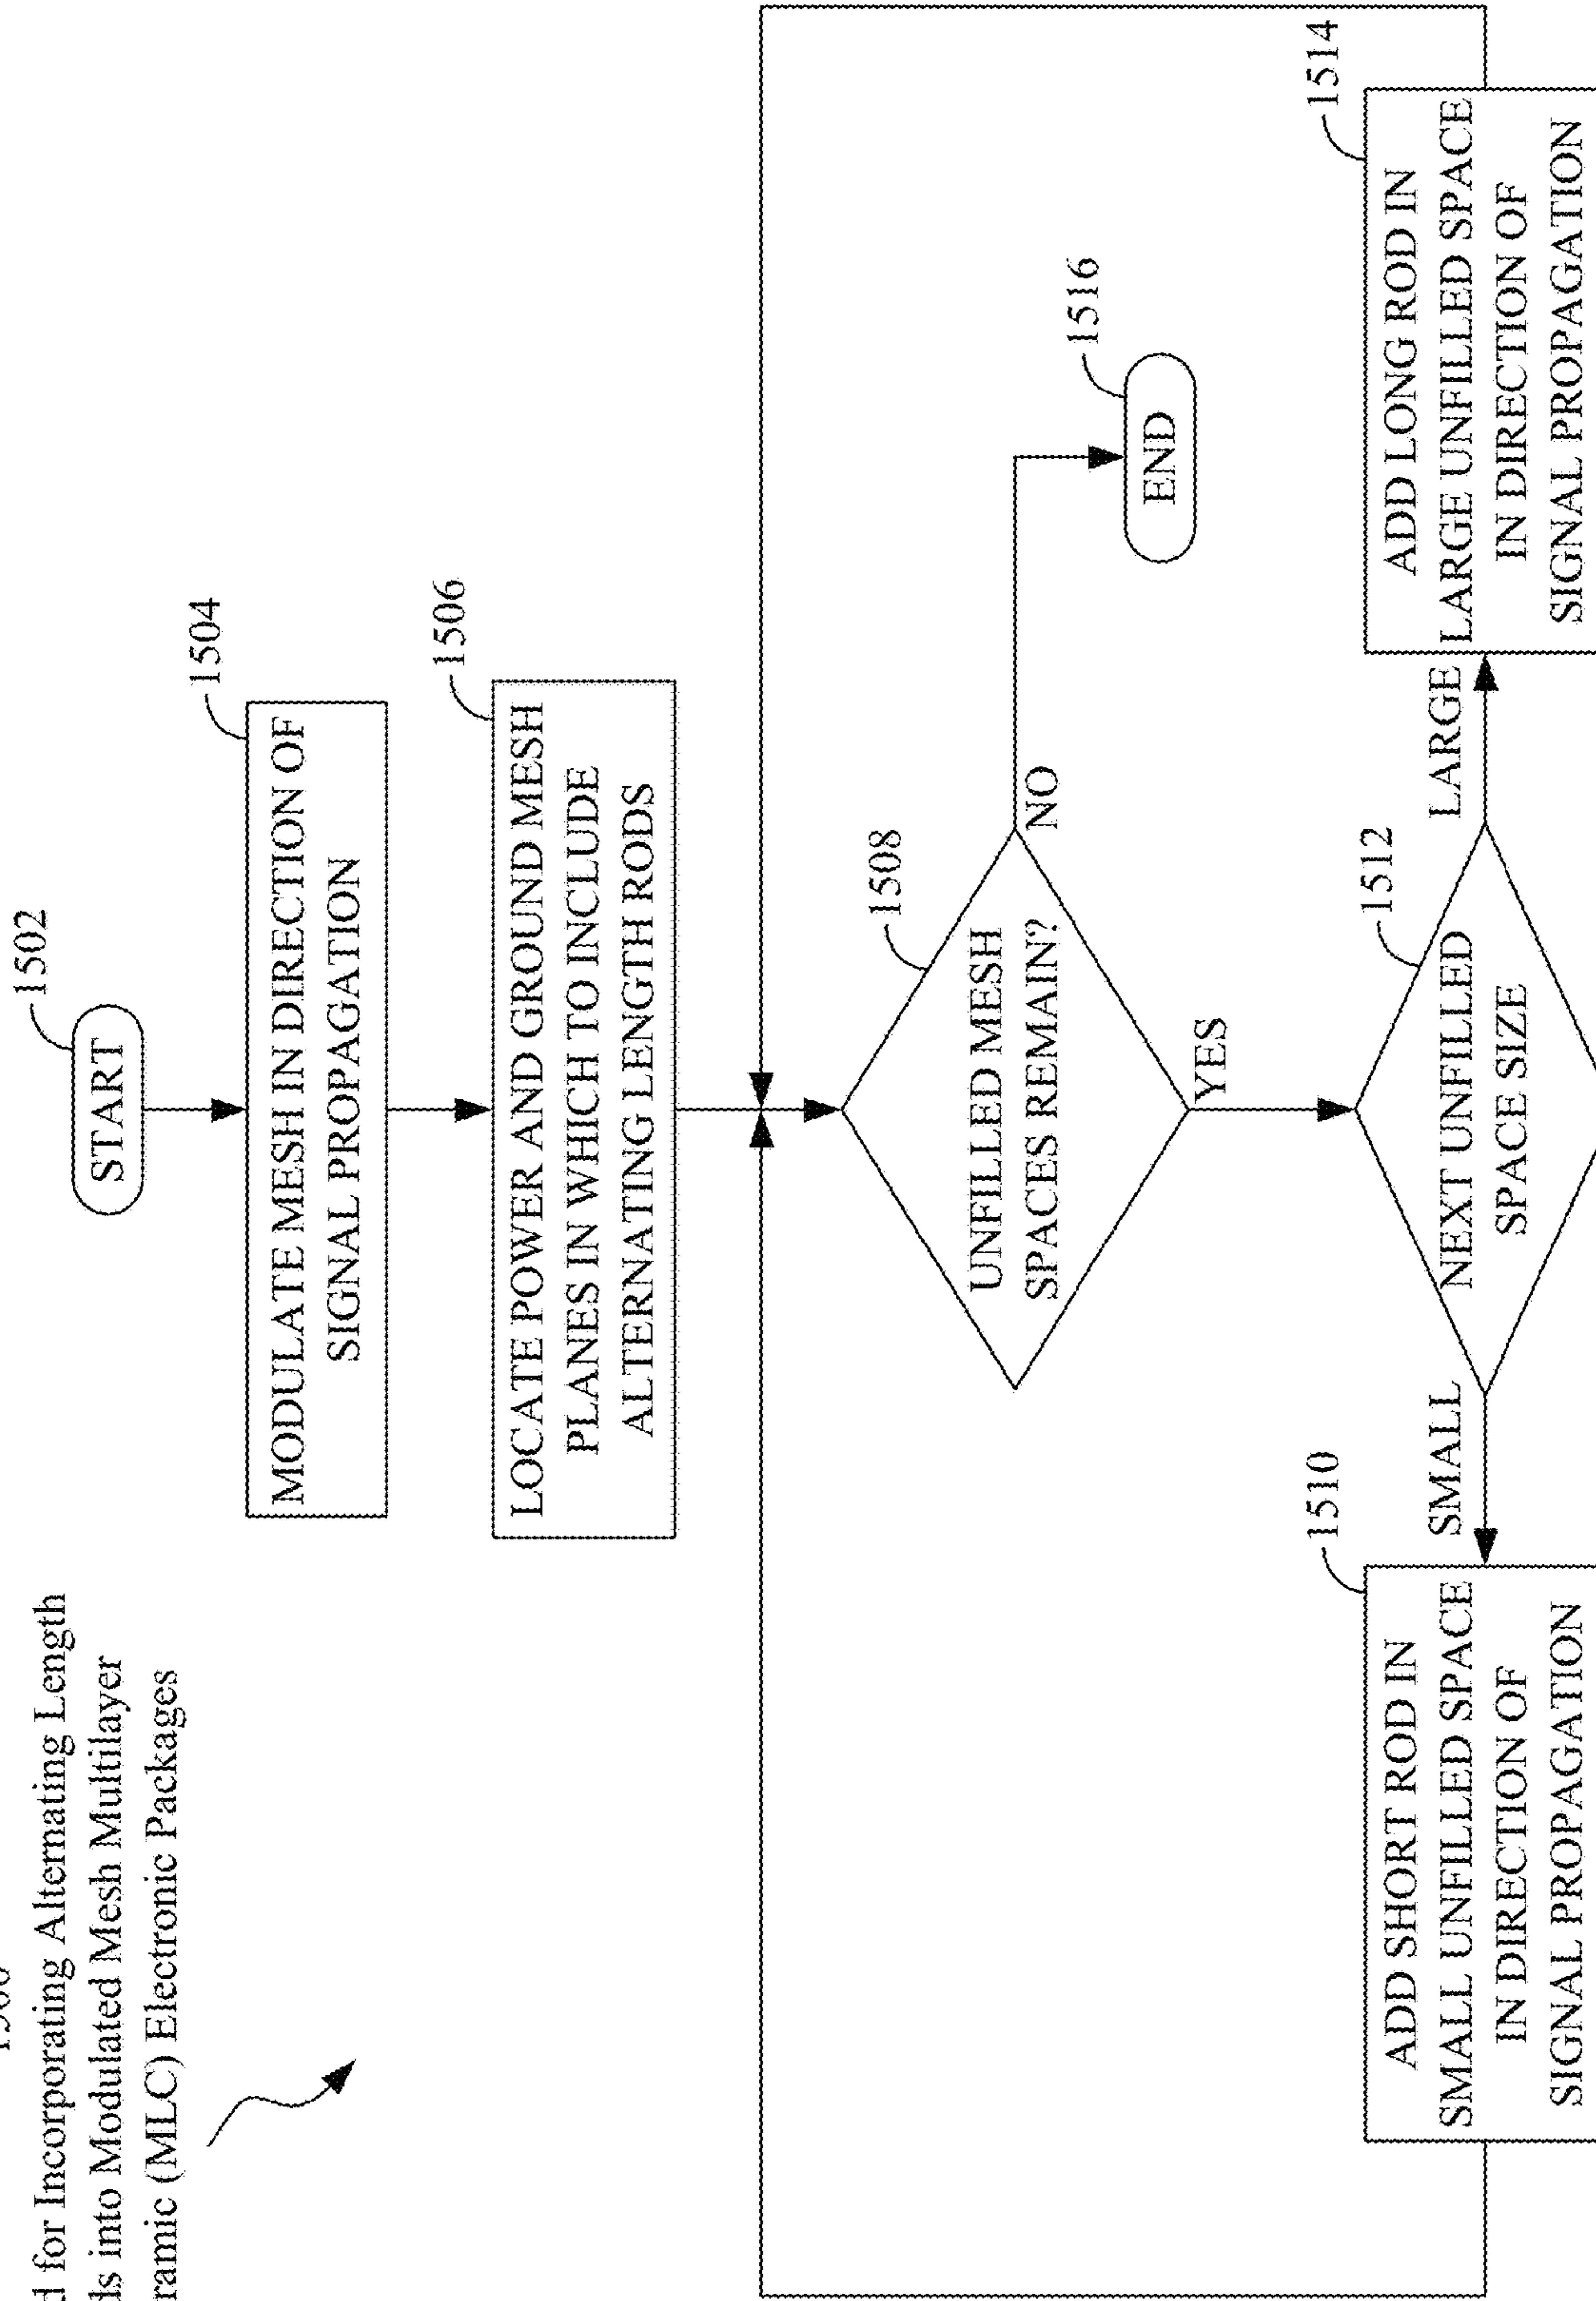 for Incorporating Alternating Length
into Modulated Mesh Multilayer
(MLC) Electronic Packages
1502
START
1504
MODULATE MESH IN DIRECTION OF
SIGNAL PROPAGATION
1506
LOCATE POWER AND GROUND MESH
PLANES IN WHICH TO INCLUDE
ALTERNATING LENGTH RODS
1508
UNFILLED MESH
SPACES REMAIN?
NO
YES
1516
END
1512
NEXT UNFILLED
SPACE SIZE
SMALL
LARGE
1510
ADD SHORT ROD IN
SMALL UNFILLED SPACE
IN DIRECTION OF
SIGNAL PROPAGATION
1514
ADD LONG ROD IN
LARGE UNFILLED SPACE
IN DIRECTION OF
SIGNAL PROPAGATION